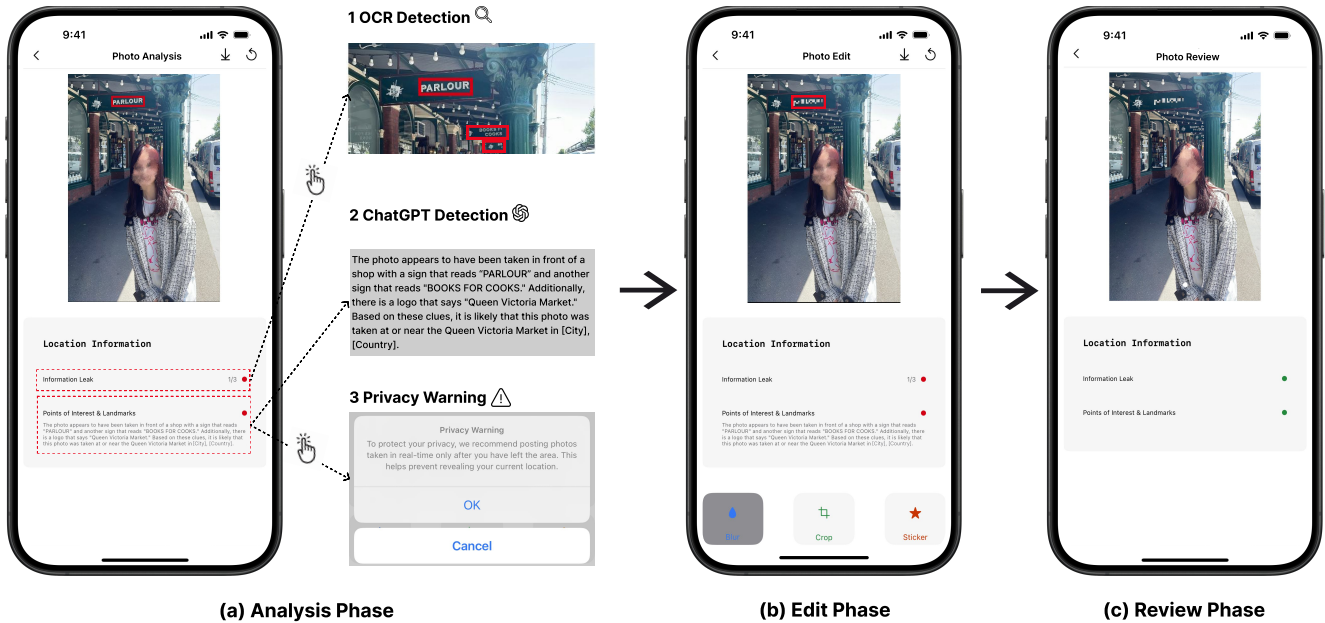 9:41
Photo Analysis
PARLOUR
Location Information
Information Leak 1/3
Points of Interest & Landmarks
The photo appears to have been taken in front of a shop with a sign that reads
"PARLOUR" and another sign that reads "BOOKS FOR COOKS." Additionally, there
is a logo that says "Queen Victoria Market." Based on these clues, it is likely that
this photo was taken at or near the Queen Victoria Market in [City], [Country].
1 OCR Detection
PARLOUR
BOOKS F
COOKS
2 ChatGPT Detection
The photo appears to have been taken in front of a
shop with a sign that reads "PARLOUR" and another
sign that reads "BOOKS FOR COOKS." Additionally,
there is a logo that says "Queen Victoria Market."
Based on these clues, it is likely that this photo was
taken at or near the Queen Victoria Market in [City],
[Country].
3 Privacy Warning
Privacy Warning
To protect your privacy, we recommend posting photos
taken in real-time only after you have left the area. This
helps prevent revealing your current location.
OK
Cancel
(a) Analysis Phase
9:41
Photo Edit
Location Information
Information Leak 1/3
Points of Interest & Landmarks
The photo appears to have been taken in front of a shop with a sign that reads
"PARLOUR" and another sign that reads "BOOKS FOR COOKS." Additionally, there
is a logo that says "Queen Victoria Market." Based on these clues, it is likely that
this photo was taken at or near the Queen Victoria Market in [City], [Country].
Blur
Crop
Sticker
(b) Edit Phase
9:41
Photo Review
Location Information
Information Leak
Points of Interest & Landmarks
(c) Review Phase